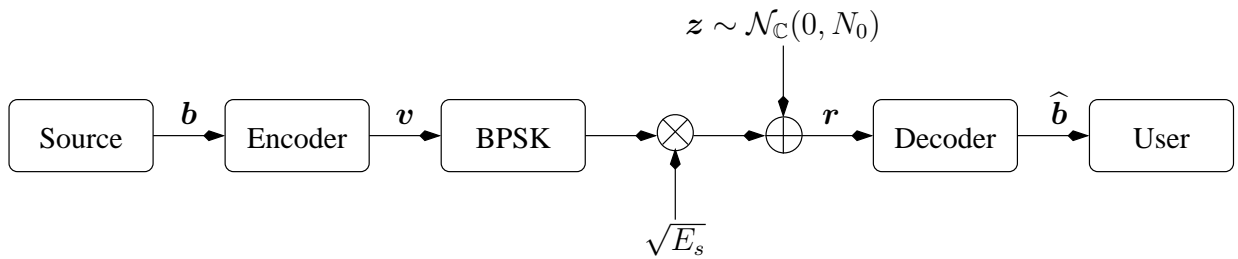 z ∼ 𝒩_ℂ(0, N_0)
Source b Encoder v BPSK r Decoder b̂ User
√E_s